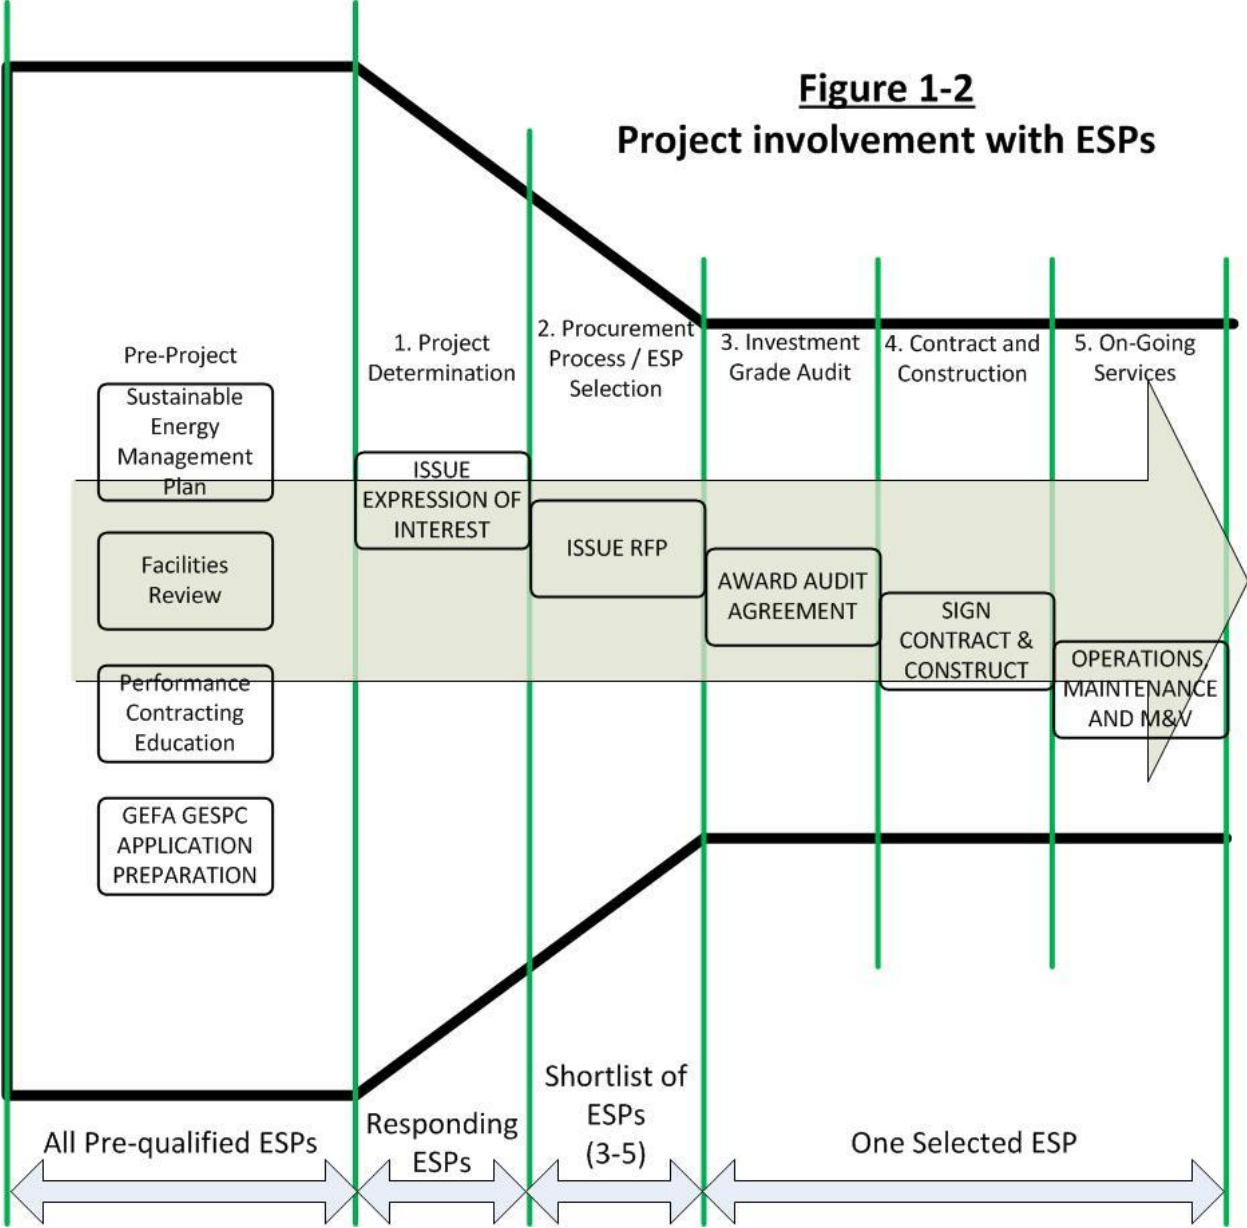 Figure 1-2
Project involvement with ESPs
Pre-Project
Sustainable
Energy
Management
Plan
Facilities
Review
Performance
Contracting
Education
GEFA GESPC
APPLICATION
PREPARATION
1. Project
Determination
ISSUE
EXPRESSION OF
INTEREST
2. Procurement
Process / ESP
Selection
ISSUE RFP
3. Investment
Grade Audit
AWARD AUDIT
AGREEMENT
4. Contract and
Construction
SIGN
CONTRACT &
CONSTRUCT
5. On-Going
Services
OPERATIONS,
MAINTENANCE
AND M&V
All Pre-qualified ESPs
Responding
ESPs
Shortlist of
ESPs
(3-5)
One Selected ESP